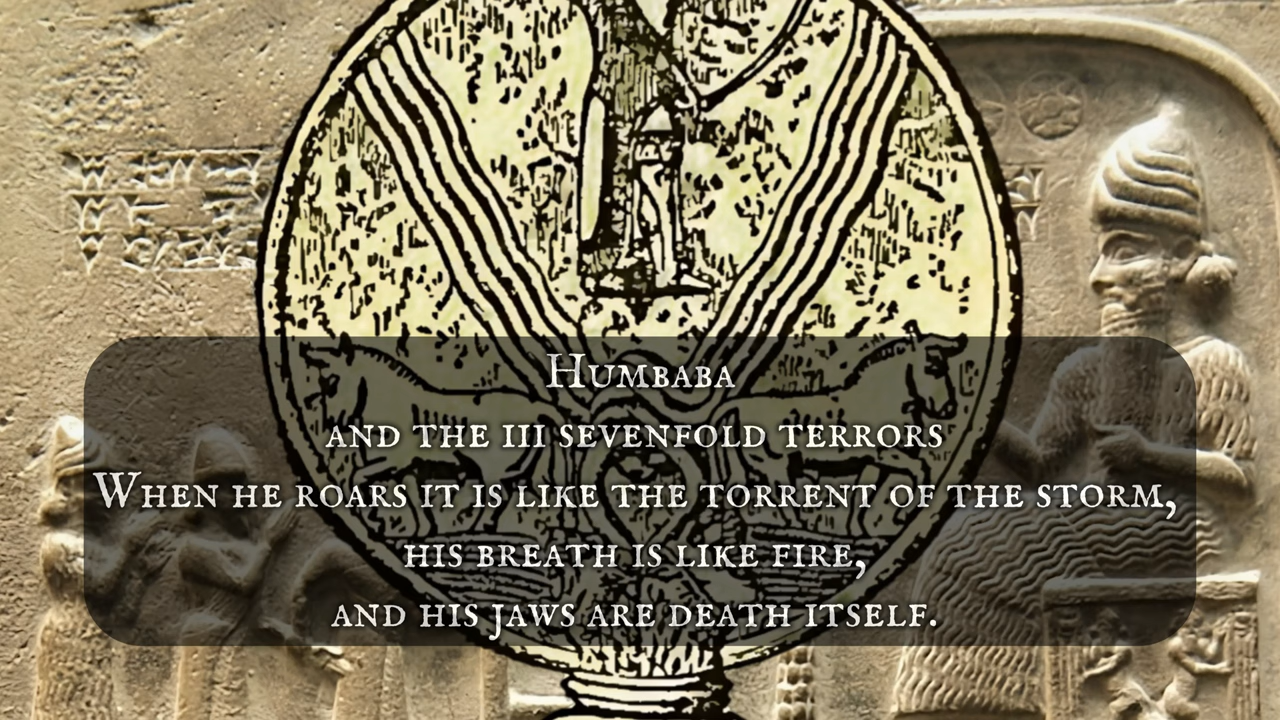 Humbaba
and the III sevenfold terrors
When he roars it is like the torrent of the storm,
his breath is like fire,
and his jaws are death itself.